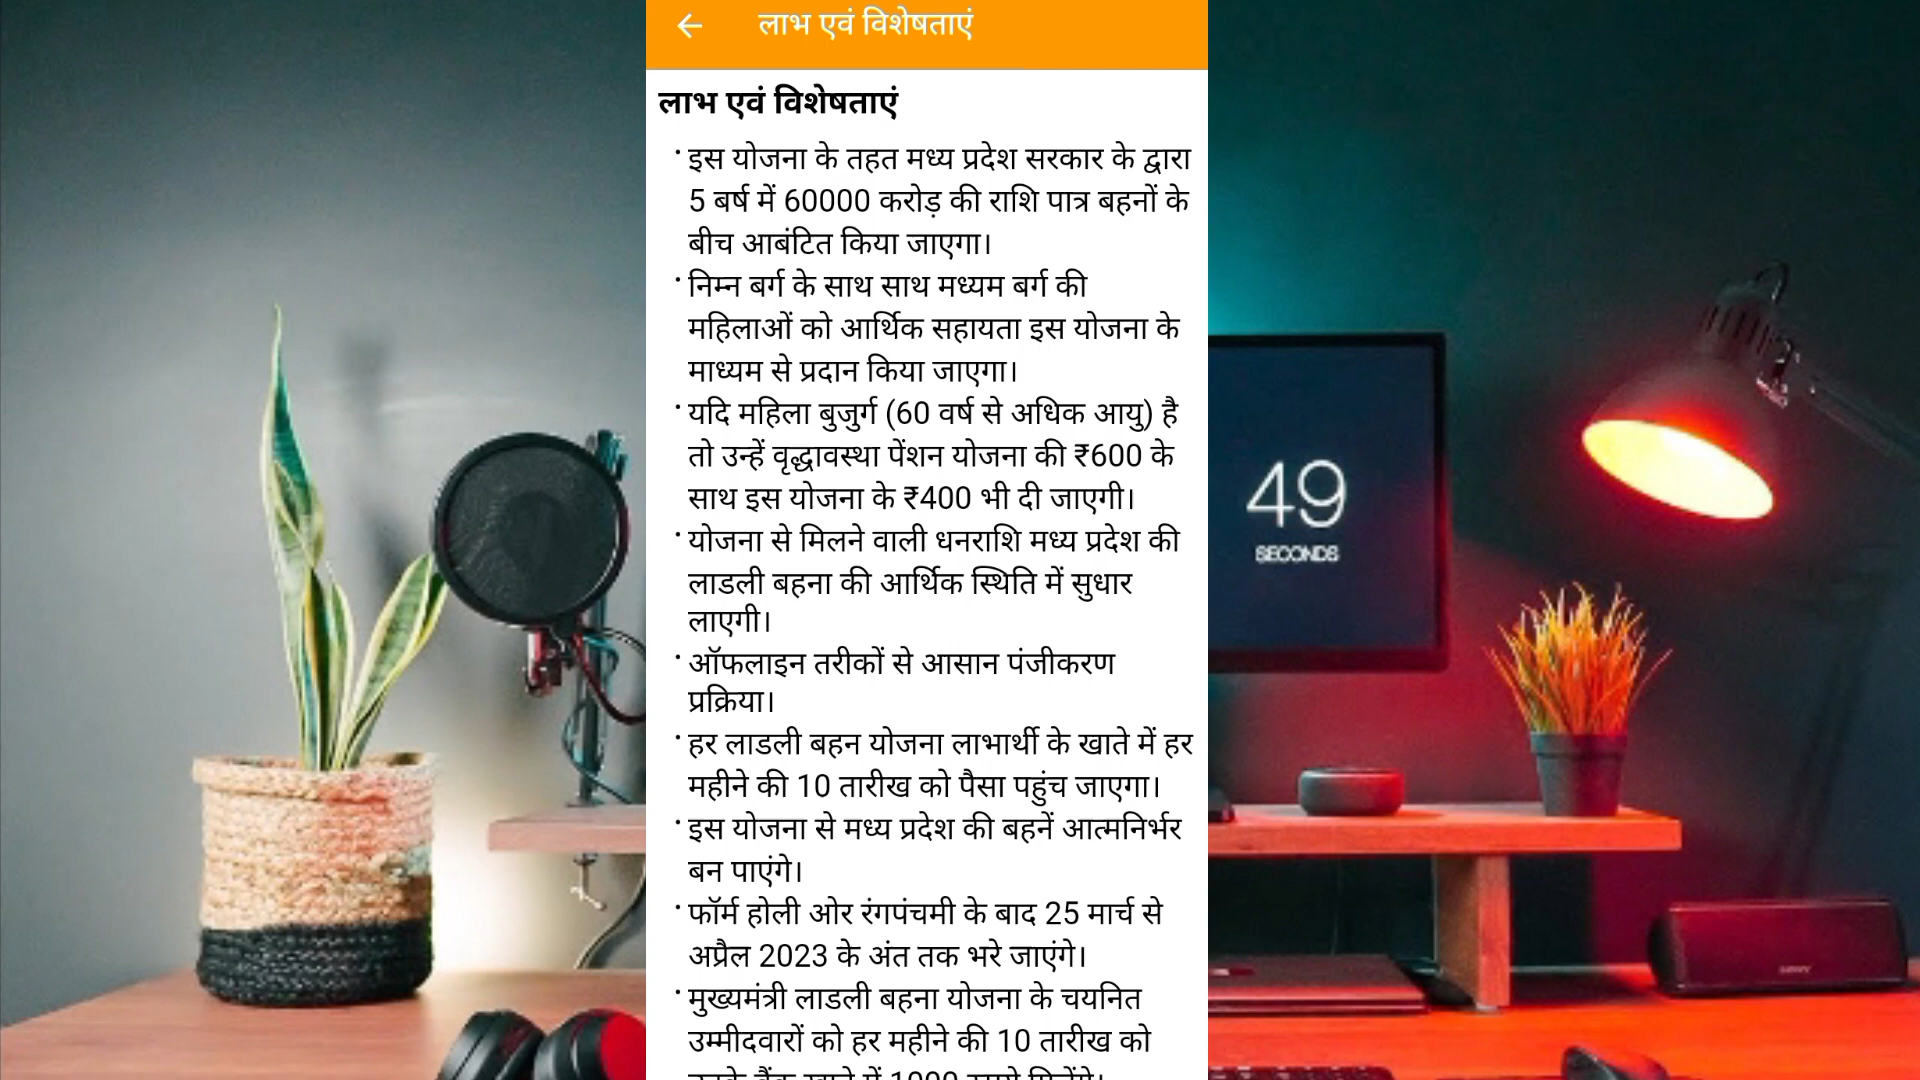 लाभ एवं विशेषताएं
लाभ एवं विशेषताएं
· इस योजना के तहत मध्य प्रदेश सरकार के द्वारा
5 बर्ष में 60000 करोड़ की राशि पात्र बहनों के
बीच आबंटित किया जाएगा।
· निम्न बर्ग के साथ साथ मध्यम बर्ग की
महिलाओं को आर्थिक सहायता इस योजना के
माध्यम से प्रदान किया जाएगा।
· यदि महिला बुजुर्ग (60 वर्ष से अधिक आयु) है
तो उन्हें वृद्धावस्था पेंशन योजना की ₹600 के
साथ इस योजना के ₹400 भी दी जाएगी।
· योजना से मिलने वाली धनराशि मध्य प्रदेश की
लाडली बहना की आर्थिक स्थिति में सुधार
लाएगी।
· ऑफलाइन तरीकों से आसान पंजीकरण
प्रक्रिया।
· हर लाडली बहन योजना लाभार्थी के खाते में हर
महीने की 10 तारीख को पैसा पहुंच जाएगा।
· इस योजना से मध्य प्रदेश की बहनें आत्मनिर्भर
बन पाएंगे।
· फॉर्म होली ओर रंगपंचमी के बाद 25 मार्च से
अप्रैल 2023 के अंत तक भरे जाएंगे।
· मुख्यमंत्री लाडली बहना योजना के चयनित
उम्मीदवारों को हर महीने की 10 तारीख को
49
SECONDS
SONY